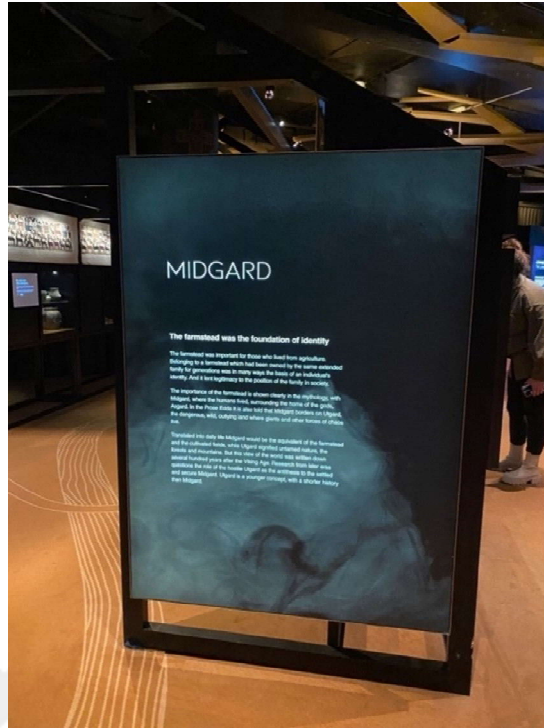 MIDGARD
The farmstead was the foundation of identity
The farmstead was important for those who lived from agriculture.
Belonging to a farmstead which had been owned by the same extended
family for generations was in many ways the basis of an individual's
identity. And it lent legitimacy to the position of the family in society.
The importance of the farmstead is shown clearly in the mythology, with
Midgard, where the humans lived, surrounding the home of the gods,
Asgard. In the Prose Edda it is also told that Midgard borders on Utgard,
the dangerous, wild, outlying land where giants and other forces of chaos
live.
Translated into daily life Midgard would be the equivalent of the farmstead
and the cultivated fields, while Utgard signified untamed nature, the
forests and mountains. But this view of the world was written down
several hundred years after the Viking Age. Research from later eras
questions the role of the hostile Utgard as the antithesis to the settled
and secure Midgard. Utgard is a younger concept, with a shorter history
than Midgard.